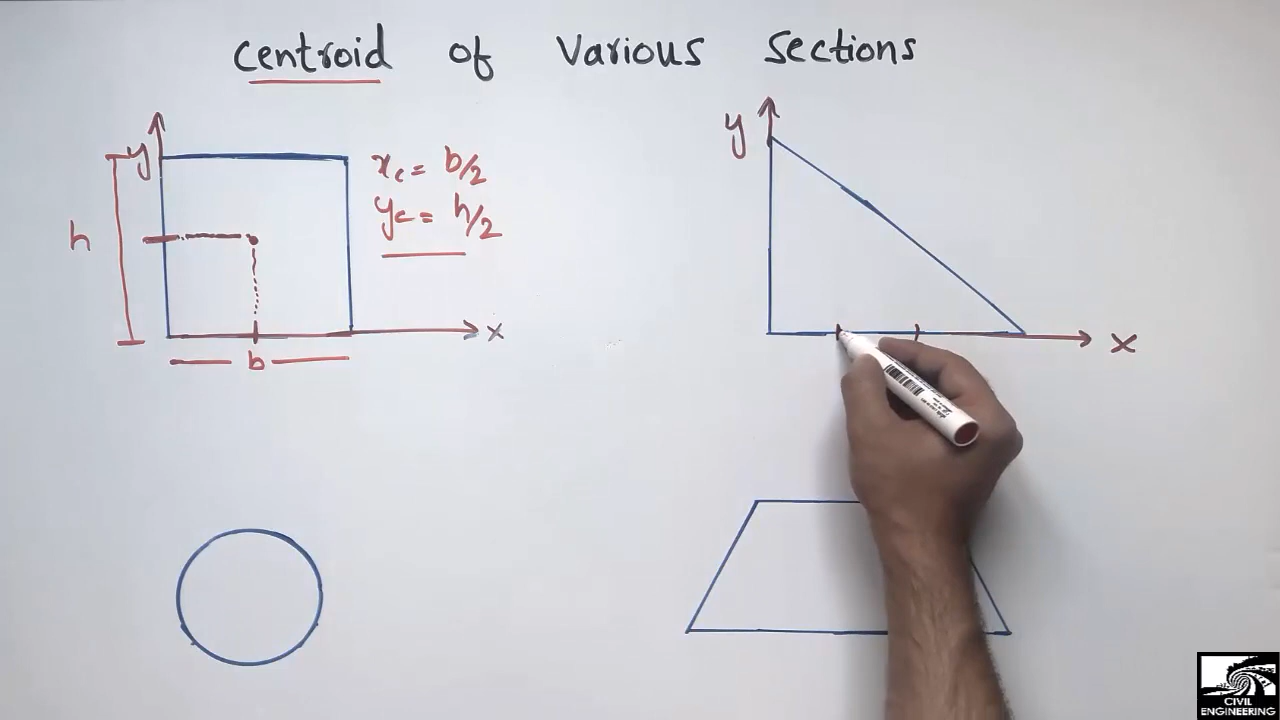 centroid of various sections
y
h
xc = b/2
yc = h/2
x
b
y
x
CIVIL
ENGINEERING